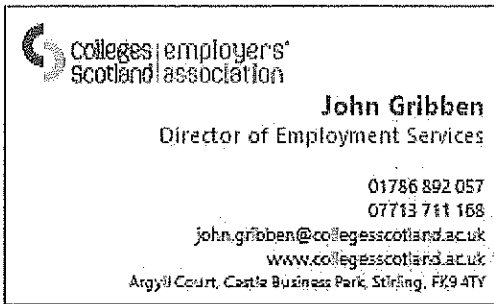 Colleges employers'
Scotland association
John Gribben
Director of Employment Services
01786 892 057
07713 711 168
john.gribben@collegesscotland.ac.uk
www.collegesscotland.ac.uk
Argyll Court, Castle Business Park, Stirling, FK9 4TY